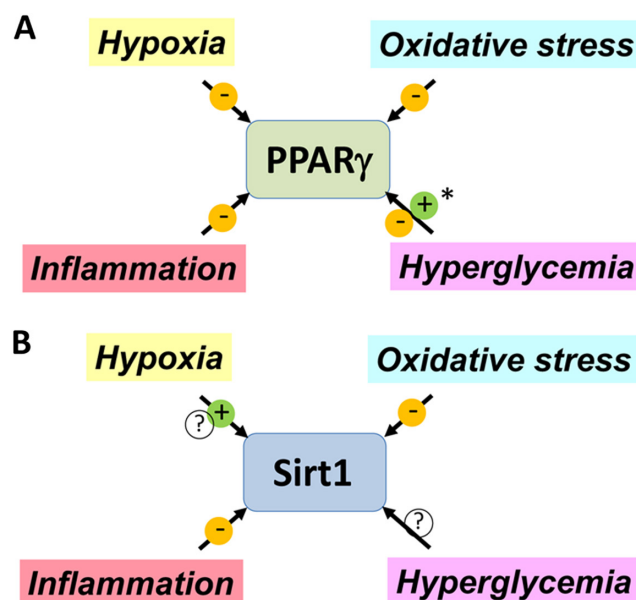 A
Hypoxia
Oxidative stress
-
-
PPARγ
-
-
+
*
Inflammation
Hyperglycemia
B
Hypoxia
Oxidative stress
?
+
-
Sirt1
-
?
Inflammation
Hyperglycemia